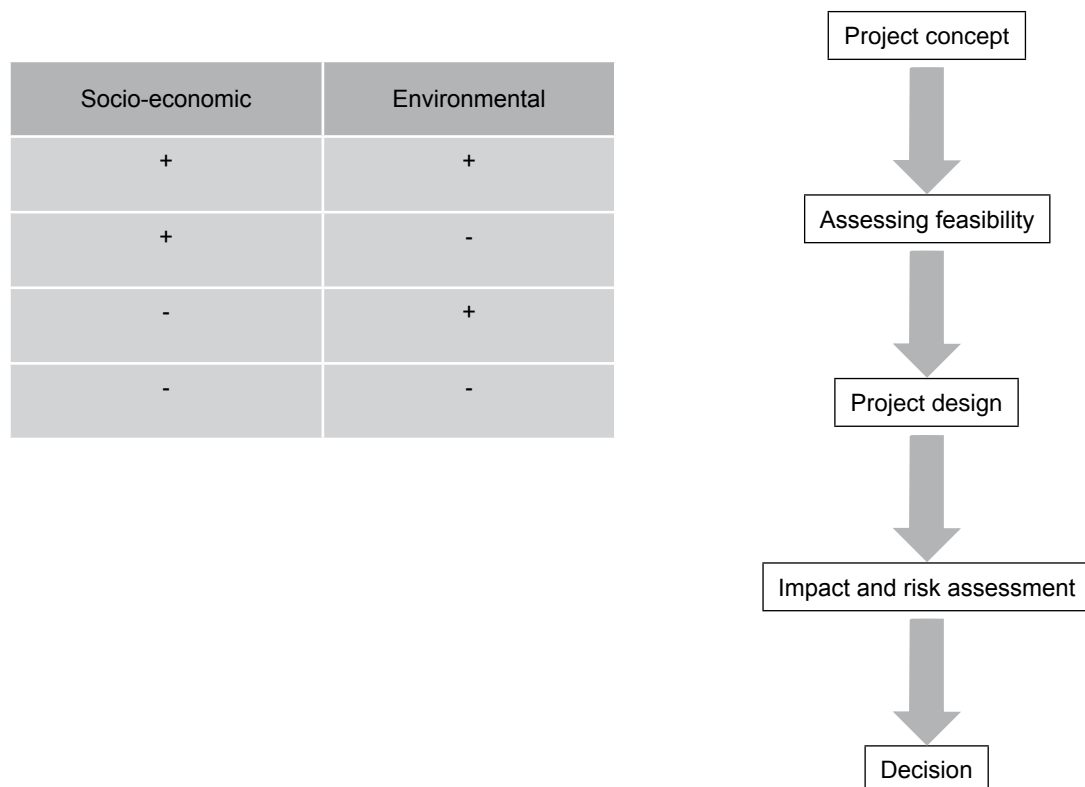 Project concept
Socio-economic Environmental
+ +
Assessing feasibility
+ -
- +
Project design
- -
Impact and risk assessment
Decision